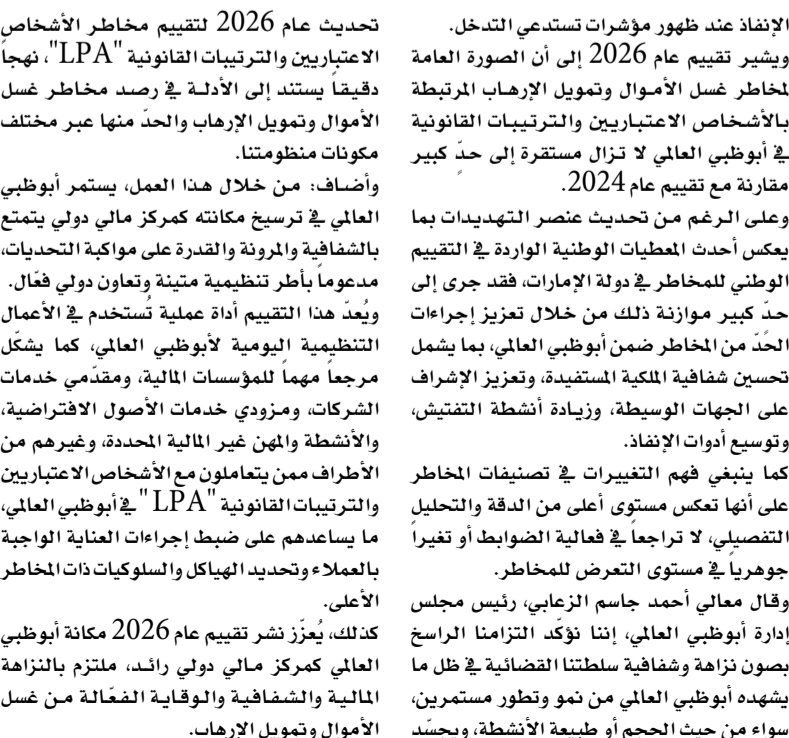 الإنفاذ عند ظهور مؤشرات تستدعي التدخل.
ويشير تقييم عام 2026 إلى أن الصورة العامة
لمخاطر غسل الأموال وتمويل الإرهاب المرتبطة
بالأشخاص الاعتباريين والترتيبات القانونية
في أبوظبي العالمي لا تزال مستقرة إلى حدّ كبير
مقارنة مع تقييم عام 2024.
وعلى الرغم من تحديث عنصر التهديدات بما
يعكس أحدث المعطيات الوطنية الواردة في التقييم
الوطني للمخاطر في دولة الإمارات، فقد جرى إلى
حدّ كبير موازنة ذلك من خلال تعزيز إجراءات
الحّد من المخاطر ضمن أبوظبي العالمي، بما يشمل
تحسين شفافية الملكية المستفيدة، وتعزيز الإشراف
على الجهات الوسيطة، وزيادة أنشطة التفتيش،
وتوسيع أدوات الإنفاذ.
كما ينبغي فهم التغييرات في تصنيفات المخاطر
على أنها تعكس مستوى أعلى من الدقة والتحليل
التفصيلي، لا تراجعاً في فعالية الضوابط أو تغيراً
جوهرياً في مستوى التعرض للمخاطر.
وقال معالي أحمد جاسم الزعابي، رئيس مجلس
إدارة أبوظبي العالمي، إننا نؤكّد التزامنا الراسخ
بصون نزاهة وشفافية سلطتنا القضائية في ظل ما
يشهده أبوظبي العالمي من نمو وتطور مستمرين،
سواء من حيث الحجم أو طبيعة الأنشطة، ويجسّد
تحديث عام 2026 لتقييم مخاطر الأشخاص
الاعتباريين والترتيبات القانونية "LPA"، نهجاً
دقيقاً يستند إلى الأدلة في رصد مخاطر غسل
الأموال وتمويل الإرهاب والحدّ منها عبر مختلف
مكونات منظومتنا.
وأضاف: من خلال هذا العمل، يستمر أبوظبي
العالمي في ترسيخ مكانته كمركز مالي دولي يتمتع
بالشفافية والمرونة والقدرة على مواكبة التحديات،
مدعوماً بأطر تنظيمية متينة وتعاون دولي فعّال.
ويُعدّ هذا التقييم أداة عملية تُستخدم في الأعمال
التنظيمية اليومية لأبوظبي العالمي، كما يشكّل
مرجعاً مهماً للمؤسسات المالية، ومقدّمي خدمات
الشركات، ومزودي خدمات الأصول الافتراضية،
والأنشطة والمهن غير المالية المحددة، وغيرهم من
الأطراف ممن يتعاملون مع الأشخاص الاعتباريين
والترتيبات القانونية "LPA " في أبوظبي العالمي،
ما يساعدهم على ضبط إجراءات العناية الواجبة
بالعملاء وتحديد الهياكل والسلوكيات ذات المخاطر
الأعلى.
كذلك، يُعزّز نشر تقييم عام 2026 مكانة أبوظبي
العالمي كمركز مالي دولي رائد، ملتزم بالنزاهة
المالية والشفافية والوقاية الفعّالة من غسل
الأموال وتمويل الإرهاب.